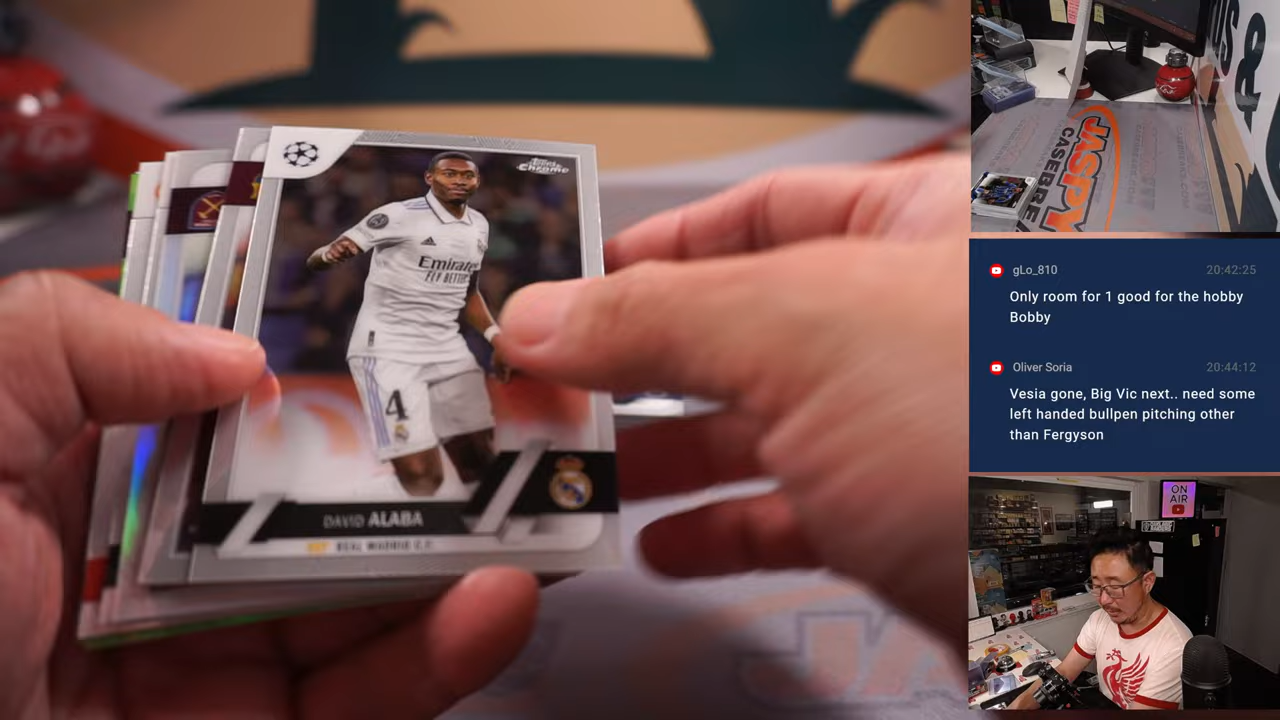 Topps
Chrome
Emirates
FLY BETTER
4
DAVID ALABA
REAL MADRID C.F.
US &
JASPY
CASEBRE
gLo_810
20:42:25
Only room for 1 good for the hobby
Bobby
Oliver Soria
20:44:12
Vesia gone, Big Vic next.. need some
left handed bullpen pitching other
than Fergyson
ON
AIR